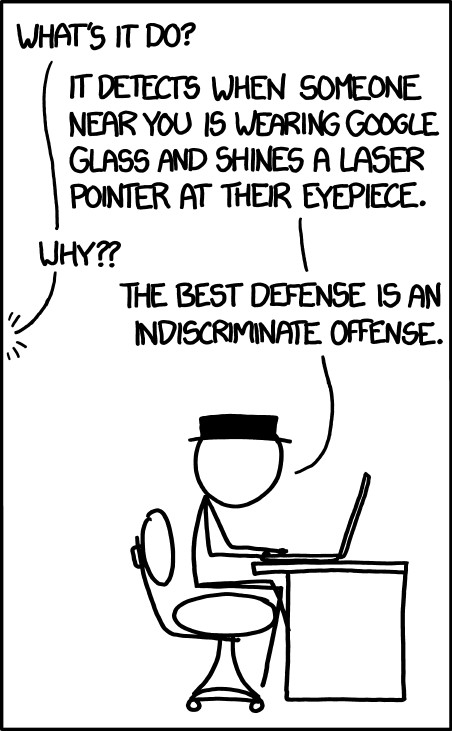 WHAT'S IT DO?
IT DETECTS WHEN SOMEONE
NEAR YOU IS WEARING GOOGLE
GLASS AND SHINES A LASER
POINTER AT THEIR EYEPIECE.
WHY??
THE BEST DEFENSE IS AN
INDISCRIMINATE OFFENSE.